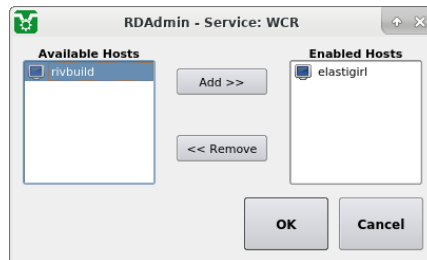 RDAdmin - Service: WCR
Available Hosts
Enabled Hosts
rivbuild
elastigirl
Add >>
<< Remove
OK
Cancel